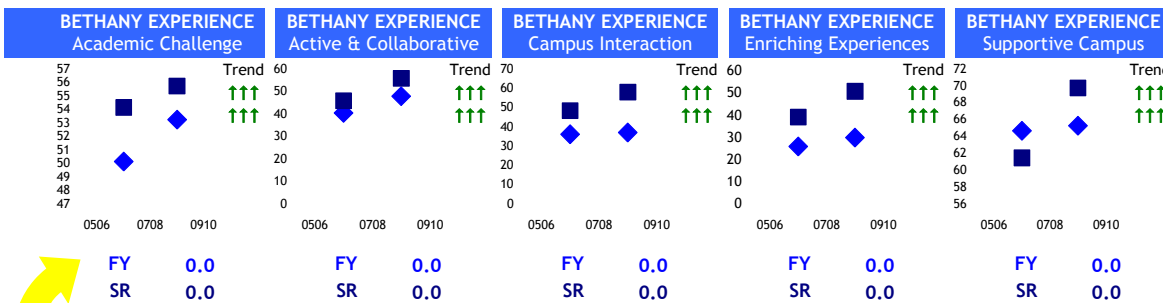 BETHANY EXPERIENCE
Academic Challenge
57
56
55
54
53
52
51
50
49
48
47
Trend
↑↑↑
↑↑↑
0506 0708 0910
FY 0.0
SR 0.0
BETHANY EXPERIENCE
Active & Collaborative
60
50
40
30
20
10
0
Trend
↑↑↑
↑↑↑
0506 0708 0910
FY 0.0
SR 0.0
BETHANY EXPERIENCE
Campus Interaction
70
60
50
40
30
20
10
0
Trend
↑↑↑
↑↑↑
0506 0708 0910
FY 0.0
SR 0.0
BETHANY EXPERIENCE
Enriching Experiences
60
50
40
30
20
10
0
Trend
↑↑↑
↑↑↑
0506 0708 0910
FY 0.0
SR 0.0
BETHANY EXPERIENCE
Supportive Campus
72
70
68
66
64
62
60
58
56
Trend
↑↑↑
↑↑↑
0506 0708 0910
FY 0.0
SR 0.0